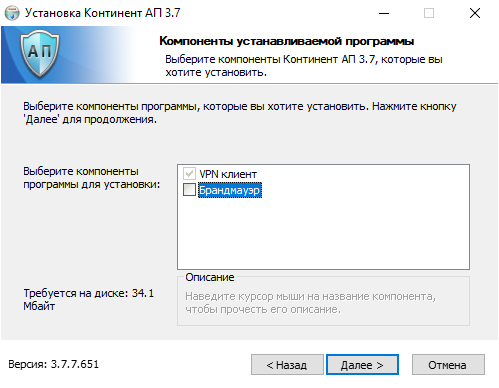 Установка Континент АП 3.7
АП
Компоненты устанавливаемой программы
Выберите компоненты Континент АП 3.7, которые вы
хотите установить.
Выберите компоненты программы, которые вы хотите установить. Нажмите кнопку
'Далее' для продолжения.
Выберите компоненты
программы для установки:
VPN клиент
Брандмауэр
Требуется на диске: 34.1
Мбайт
Описание
Наведите курсор мыши на название компонента,
чтобы прочесть его описание.
Версия: 3.7.7.651
< Назад
Далее >
Отмена